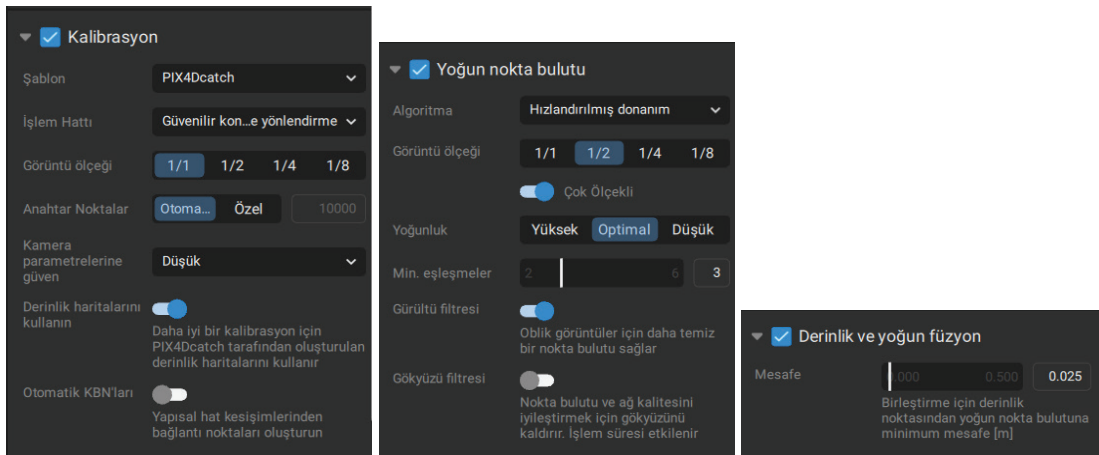 Kalibrasyon
Şablon PIX4Dcatch
İşlem Hattı Güvenilir kon...e yönlendirme
Görüntü ölçeği 1/1 1/2 1/4 1/8
Anahtar Noktalar Otoma... Özel 10000
Kamera
parametrelerine
güven
Düşük
Derinlik haritalarını
kullanın
Daha iyi bir kalibrasyon için
PIX4Dcatch tarafından oluşturulan
derinlik haritalarını kullanır
Otomatik KBN'ları
Yapısal hat kesişimlerinden
bağlantı noktaları oluşturun
Yoğun nokta bulutu
Algoritma Hızlandırılmış donanım
Görüntü ölçeği 1/1 1/2 1/4 1/8
Çok Ölçekli
Yoğunluk Yüksek Optimal Düşük
Min. eşleşmeler 2 6 3
Gürültü filtresi
Oblik görüntüler için daha temiz
bir nokta bulutu sağlar
Gökyüzü filtresi
Nokta bulutu ve ağ kalitesini
iyileştirmek için gökyüzünü
kaldırır. İşlem süresi etkilenir
Derinlik ve yoğun füzyon
Mesafe 0.000 0.500 0.025
Birleştirme için derinlik
noktasından yoğun nokta bulutuna
minimum mesafe [m]